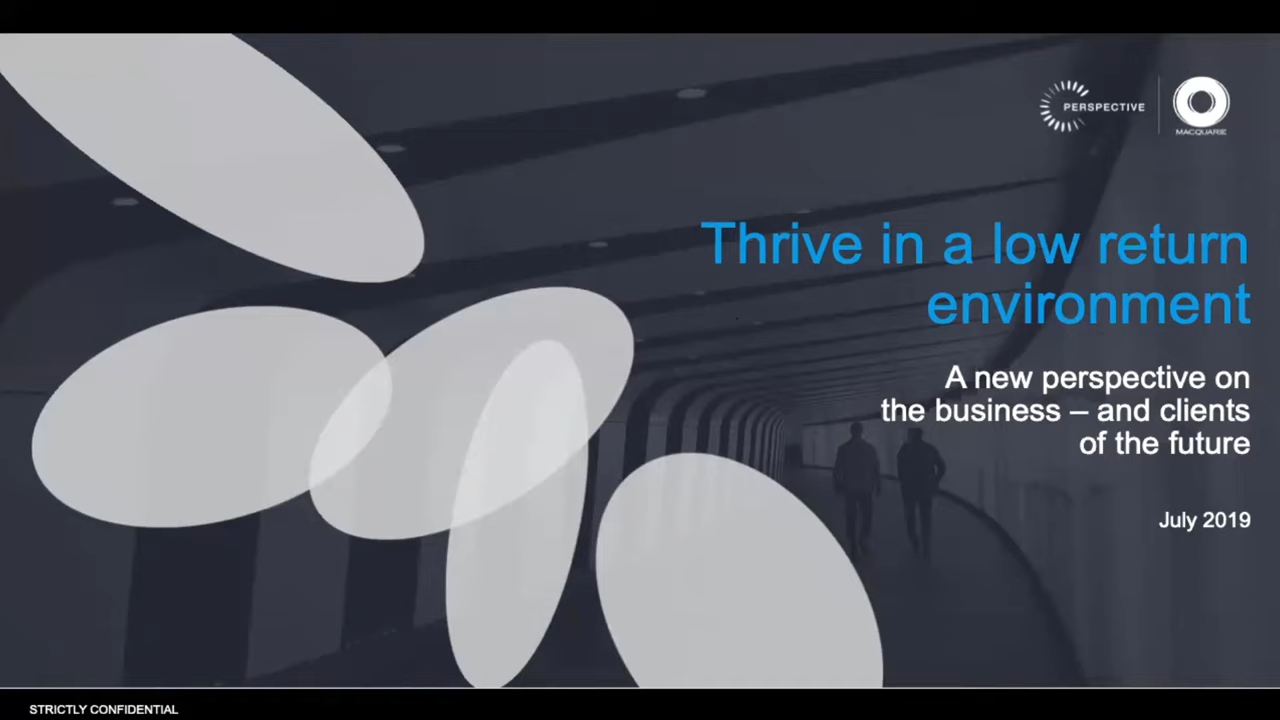 PERSPECTIVE
MACQUARIE
Thrive in a low return
environment
A new perspective on
the business – and clients
of the future
July 2019
STRICTLY CONFIDENTIAL